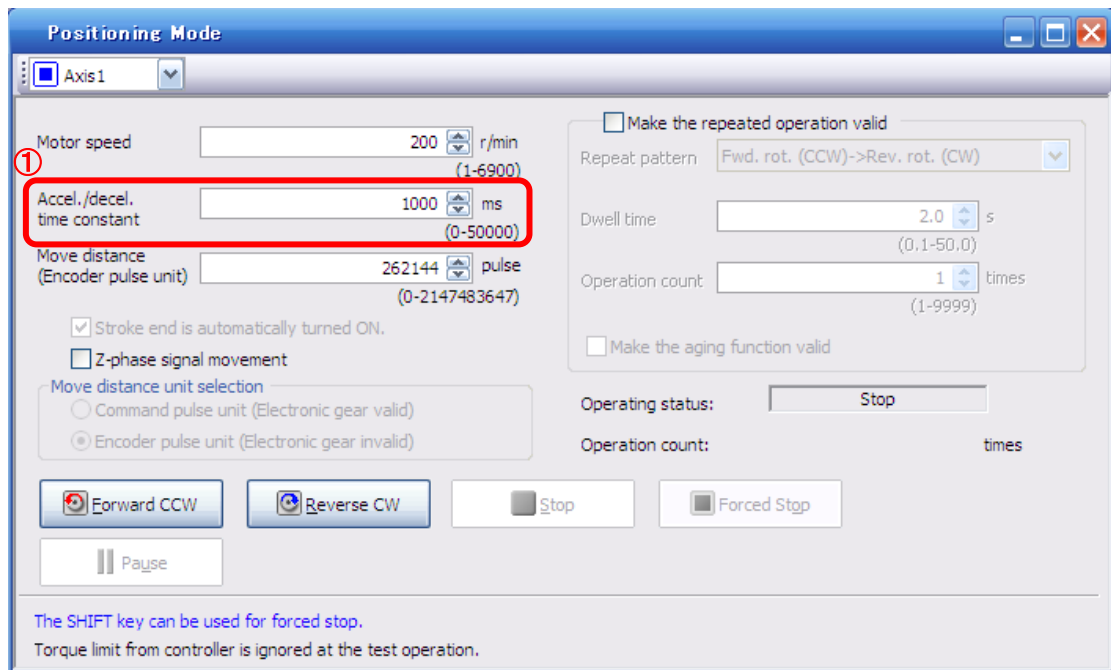 Positioning Mode
Axis1
①
Motor speed
200 r/min
(1-6900)
Accel./decel.
time constant
1000 ms
(0-50000)
Move distance
(Encoder pulse unit)
262144 pulse
(0-2147483647)
Stroke end is automatically turned ON.
Z-phase signal movement
Move distance unit selection
Command pulse unit (Electronic gear valid)
Encoder pulse unit (Electronic gear invalid)
Make the repeated operation valid
Repeat pattern
Fwd. rot. (CCW)->Rev. rot. (CW)
Dwell time
2.0 s
(0.1-50.0)
Operation count
1 times
(1-9999)
Make the aging function valid
Operating status:
Stop
Operation count:
times
Forward CCW
Reverse CW
Stop
Forced Stop
Pause
The SHIFT key can be used for forced stop.
Torque limit from controller is ignored at the test operation.